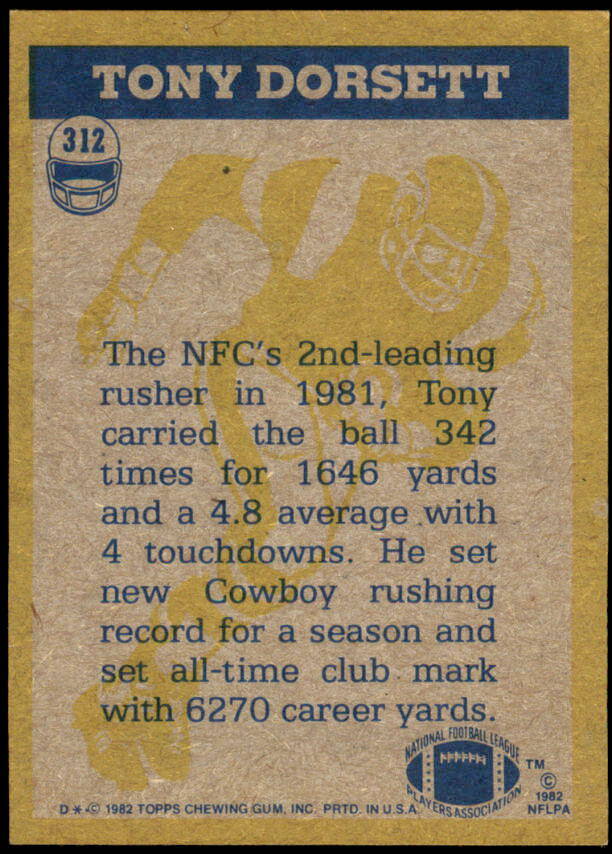 TONY DORSETT
312
The NFC's 2nd-leading
rusher in 1981, Tony
carried the ball 342
times for 1646 yards
and a 4.8 average with
4 touchdowns. He set
new Cowboy rushing
record for a season and
set all-time club mark
with 6270 career yards.
NATIONAL FOOTBALL LEAGUE
PLAYERS ASSOCIATION
TM
©
1982
NFLPA
D*-© 1982 TOPPS CHEWING GUM, INC. PRTD. IN U.S.A.